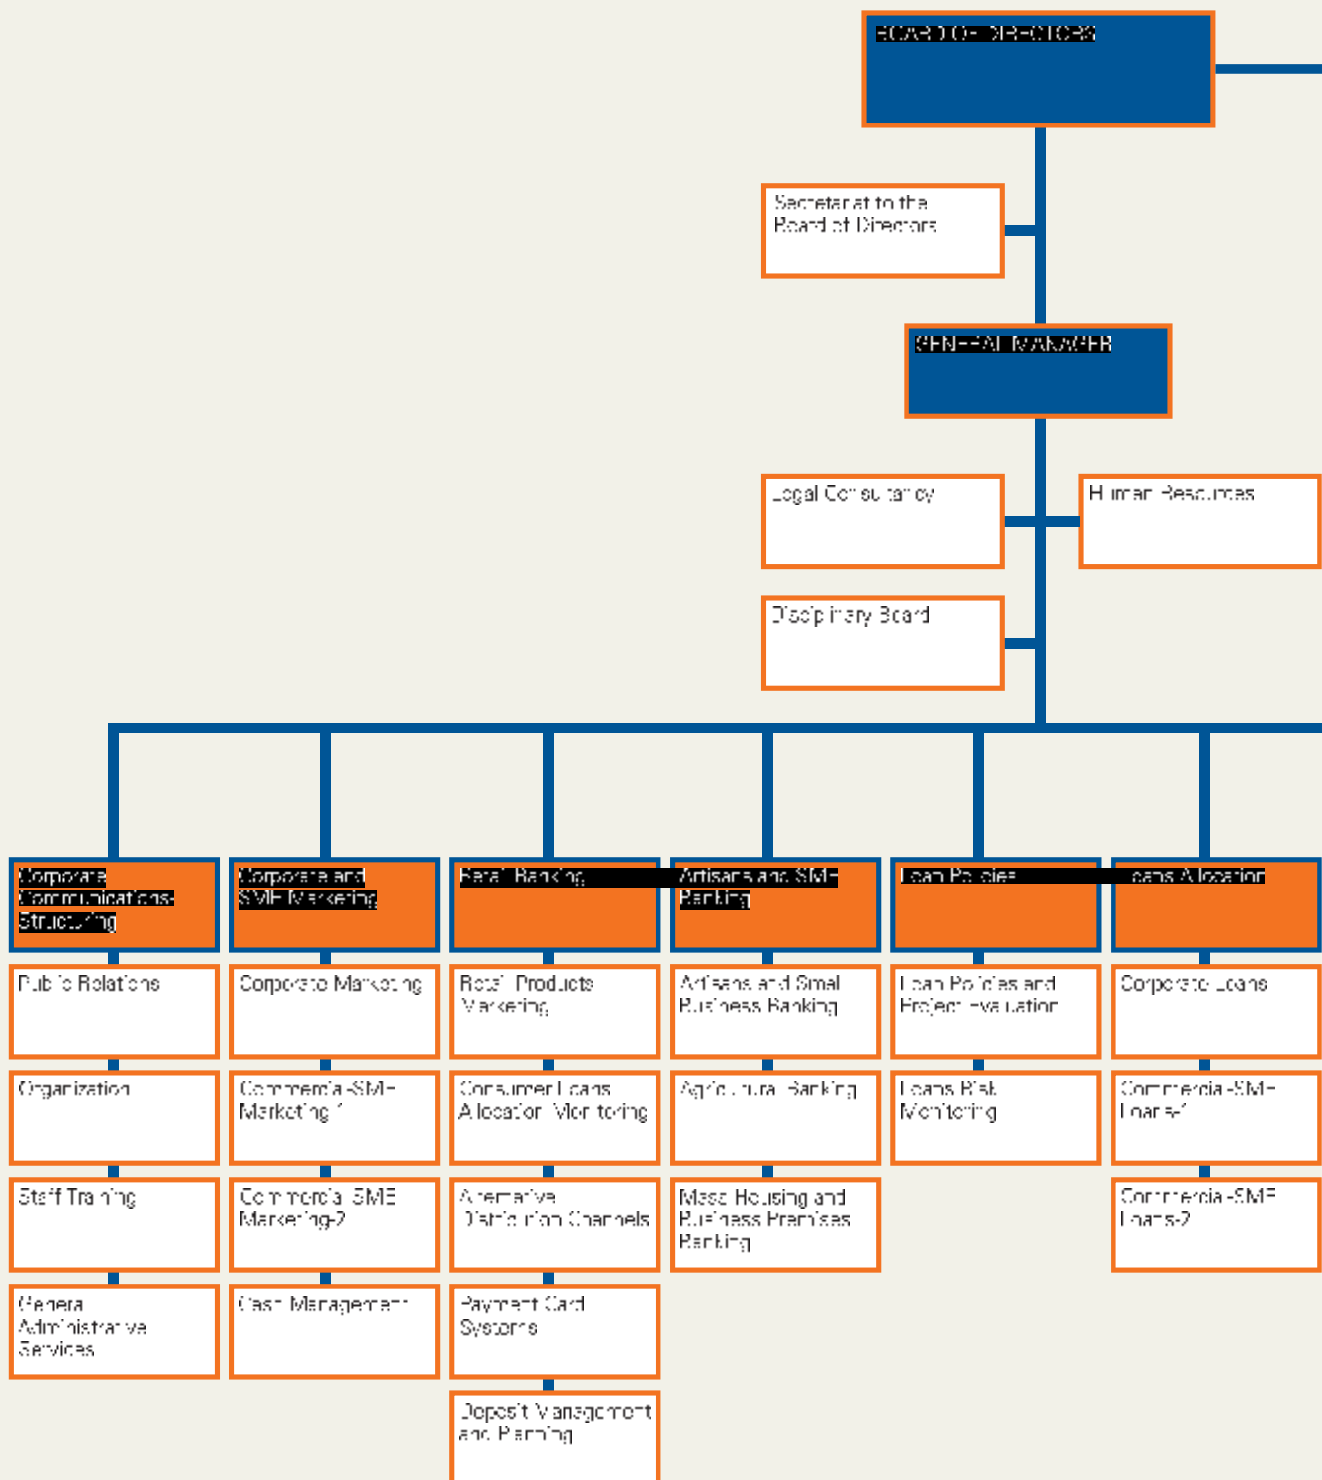 BOARD OF DIRECTORS
Secretariat to the
Board of Directors
GENERAL MANAGER
Legal Consultancy
Human Resources
Disciplinary Board
Corporate
Communications-
Structuring
Corporate and
SME Marketing
Retail Banking
Artisans and SME
Banking
Loan Policies
Loans Allocation
Public Relations
Corporate Marketing
Retail Products
Marketing
Artisans and Small
Business Banking
Loan Policies and
Project Evaluation
Corporate Loans
Organization
Commercial-SME
Marketing-1
Consumer Loans
Allocation Monitoring
Agricultural Banking
Loans Risk
Monitoring
Commercial-SME
Loans-1
Staff Training
Commercial-SME
Marketing-2
Alternative
Distribution Channels
Mass Housing and
Business Premises
Banking
Commercial-SME
Loans-2
General
Administrative
Services
Cash Management
Payment Card
Systems
Deposit Management
and Planning